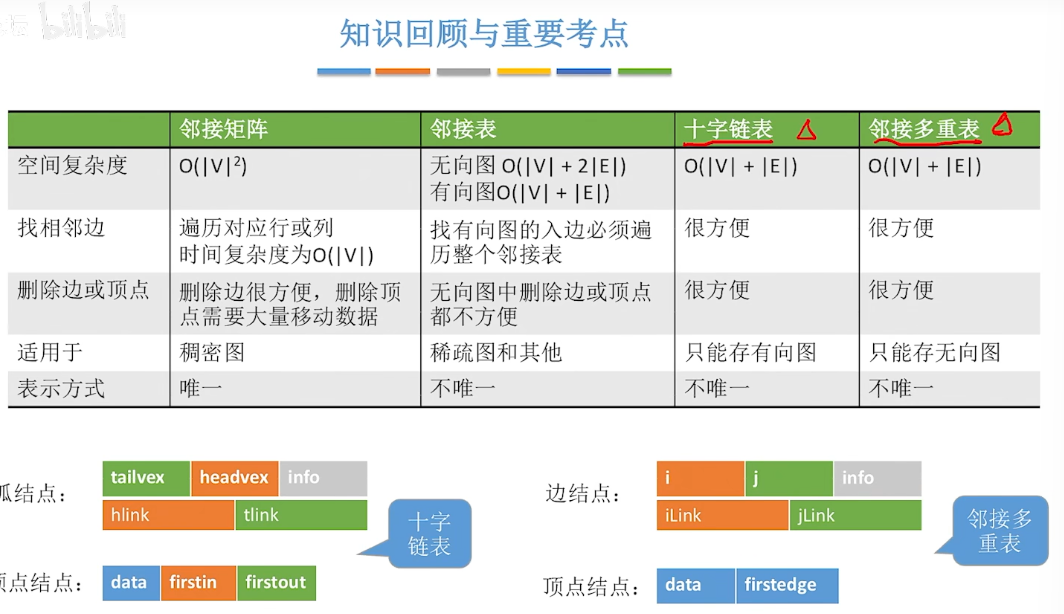 bilibili
知识回顾与重要考点
邻接矩阵 邻接表 十字链表 邻接多重表
空间复杂度 O(|V|²) 无向图 O(|V| + 2|E|) O(|V| + |E|) O(|V| + |E|)
有向图O(|V| + |E|)
找相邻边 遍历对应行或列 找有向图的入边必须遍 很方便 很方便
时间复杂度为O(|V|) 历整个邻接表
删除边或顶点 删除边很方便，删除顶 无向图中删除边或顶点 很方便 很方便
点需要大量移动数据 都不方便
适用于 稠密图 稀疏图和其他 只能存有向图 只能存无向图
表示方式 唯一 不唯一 不唯一 不唯一
弧结点： tailvex headvex info
hlink tlink
十字
链表
顶点结点： data firstin firstout
边结点： i j info
iLink jLink
邻接多
重表
顶点结点： data firstedge